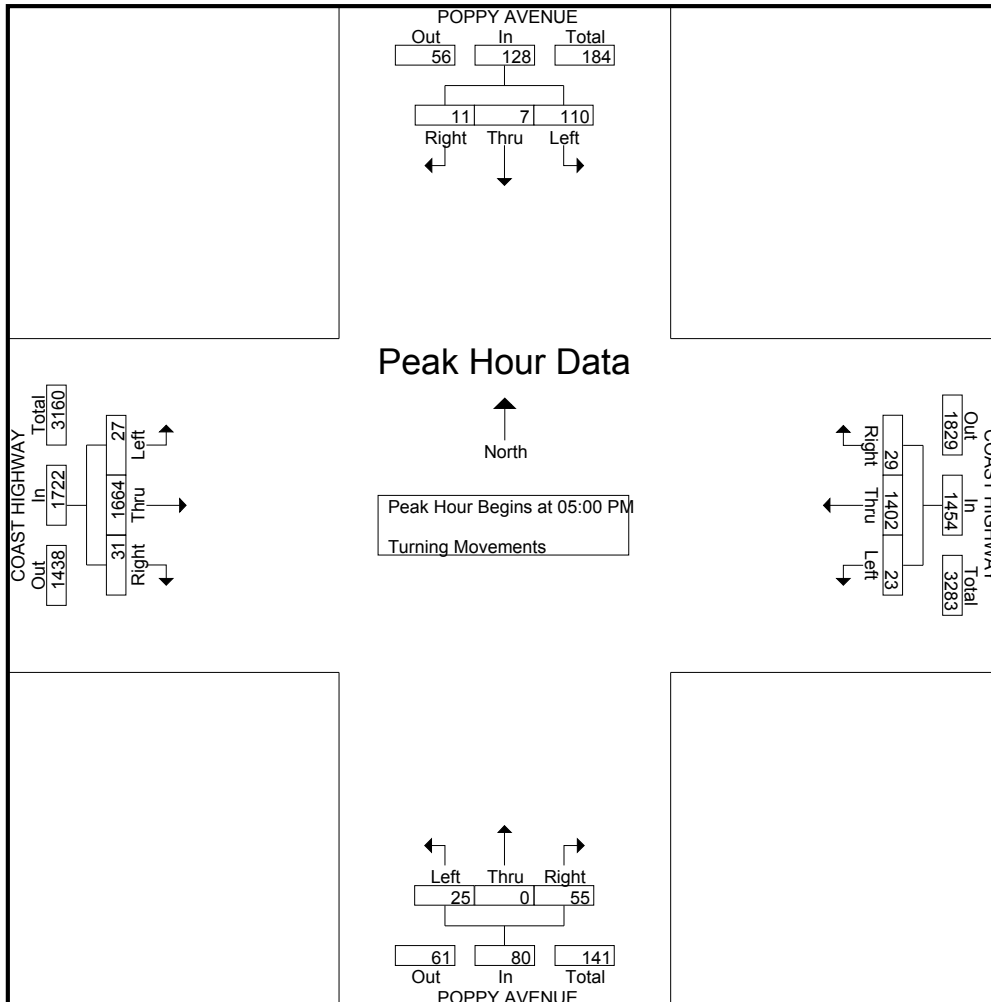 POPPY AVENUE
Out In Total
56 128 184
11 7 110
Right Thru Left
Peak Hour Data
North
Peak Hour Begins at 05:00 PM
Turning Movements
COAST HIGHWAY
Out In Total
1438 1722 3160
31 1664 27
Right Thru Left
COAST HIGHWAY
Out In Total
1829 1454 3283
29 1402 23
Right Thru Left
Left Thru Right
25 0 55
61 80 141
Out In Total
POPPY AVENUE